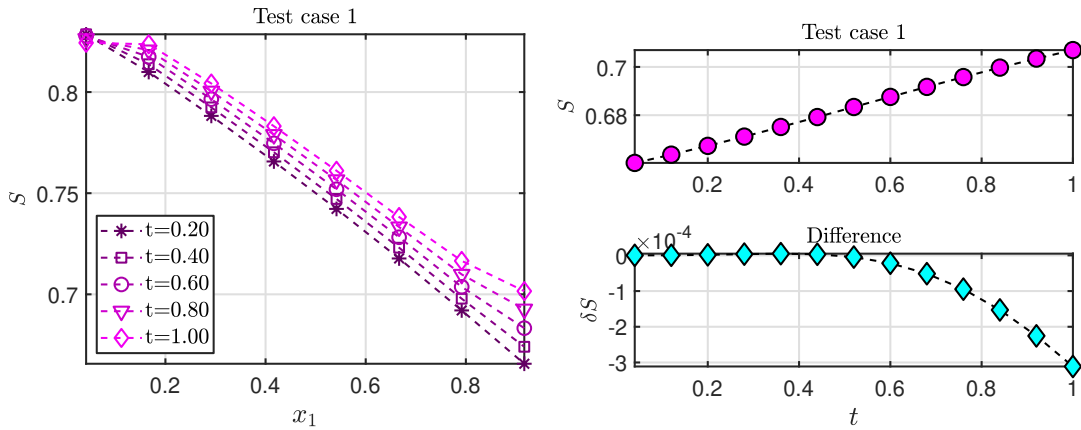 Test case 1
S
0.8
0.75
0.7
t=0.20
t=0.40
t=0.60
t=0.80
t=1.00
0.2
0.4
0.6
0.8
x₁
Test case 1
S
0.7
0.68
0.2
0.4
0.6
0.8
1
×10⁻⁴
Difference
δS
0
-1
-2
-3
0.2
0.4
0.6
0.8
1
t